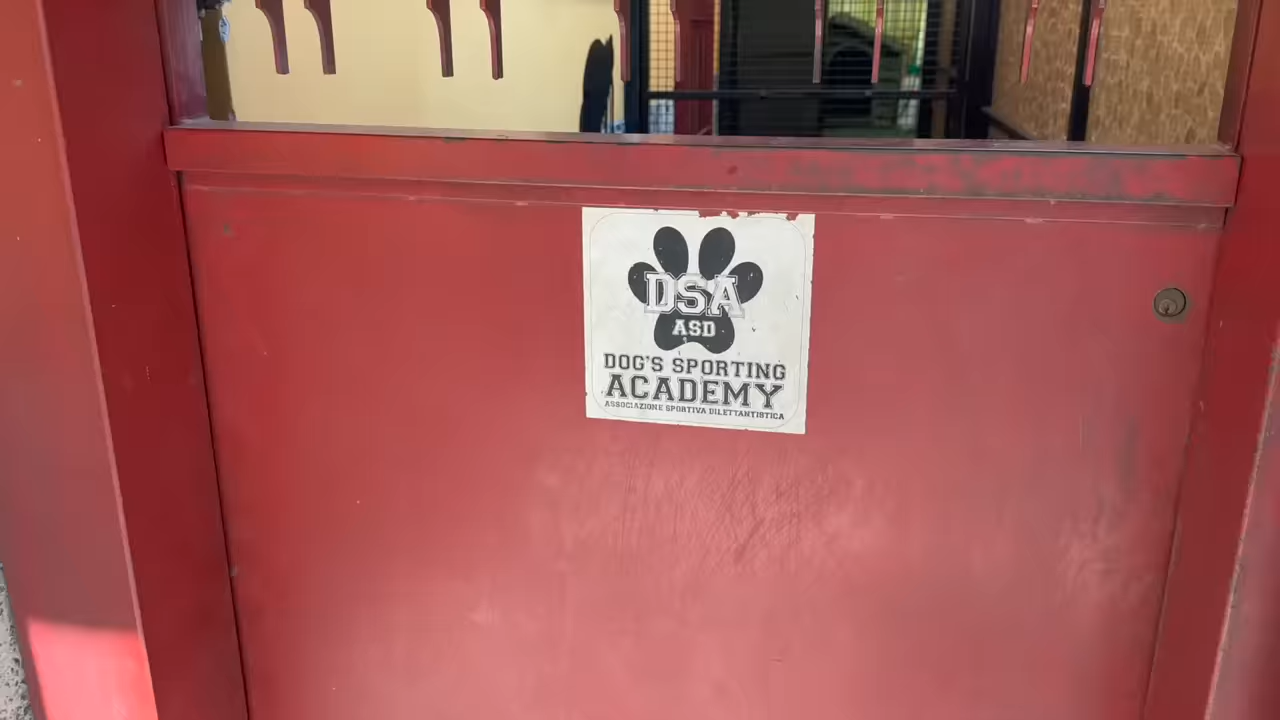 DSA
ASD
DOG'S SPORTING
ACADEMY
ASSOCIAZIONE SPORTIVA DILETTANTISTICA